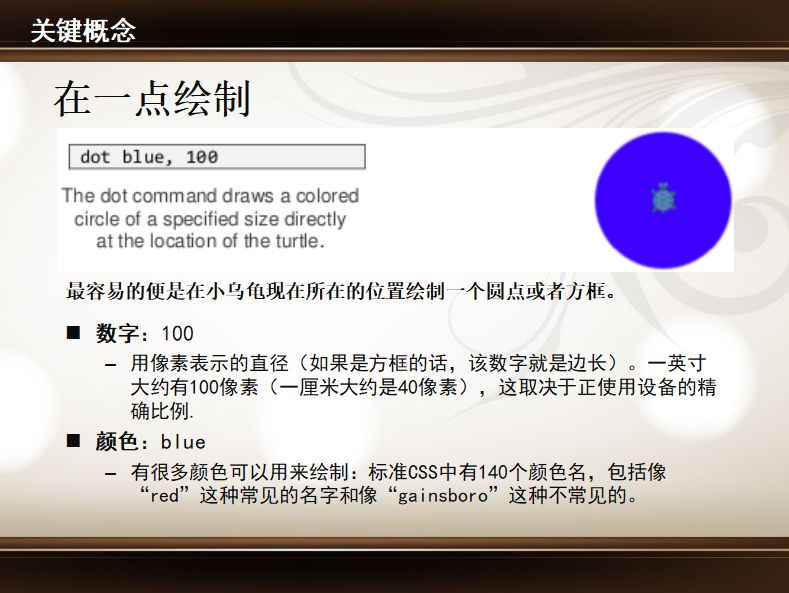 关键概念
在一点绘制
dot blue, 100
The dot command draws a colored
circle of a specified size directly
at the location of the turtle.
最容易的便是在小乌龟现在所在的位置绘制一个圆点或者方框。
■ 数字：100
– 用像素表示的直径（如果是方框的话，该数字就是边长）。一英寸
大约有100像素（一厘米大约是40像素），这取决于正使用设备的精
确比例.
■ 颜色：blue
– 有很多颜色可以用来绘制：标准CSS中有140个颜色名，包括像
“red”这种常见的名字和像“gainsboro”这种不常见的。